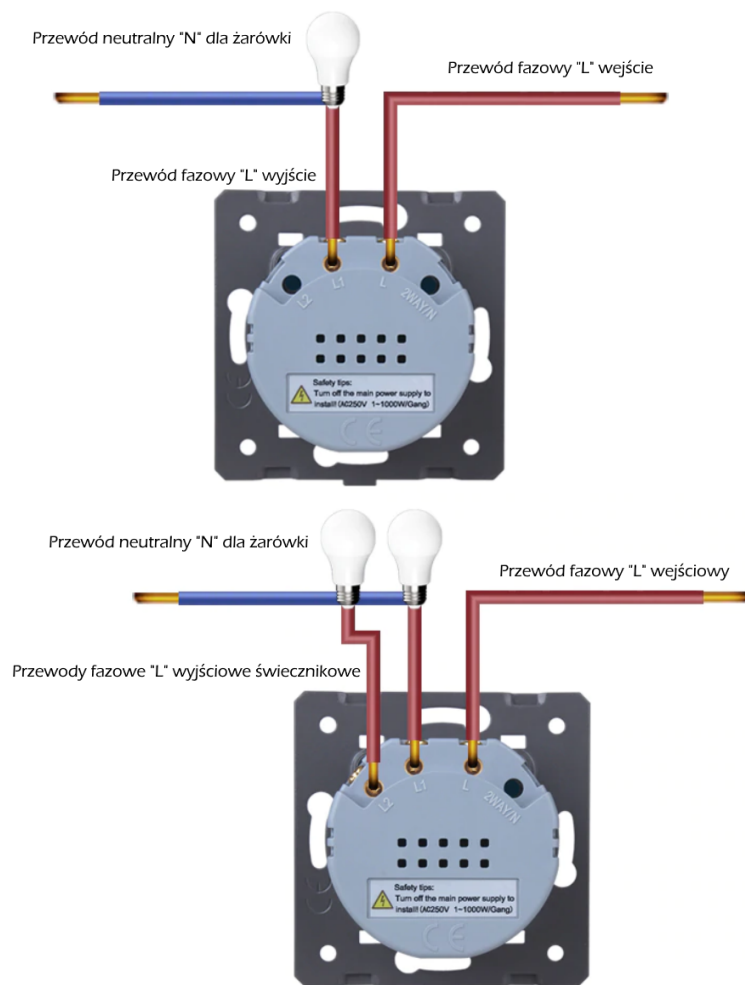 Przewód neutralny "N" dla żarówki
Przewód fazowy "L" wejście
Przewód fazowy "L" wyjście
L2 L1 L 2WAY/N
Safety tips:
Turn off the main power supply to
install! (AC250V 1~1000W/Gang)
CE
CE
Przewód neutralny "N" dla żarówki
Przewód fazowy "L" wejściowy
Przewody fazowe "L" wyjściowe świecznikowe
L2 L1 L 2WAY/N
Safety tips:
Turn off the main power supply to
install! (AC250V 1~1000W/Gang)
CE
CE